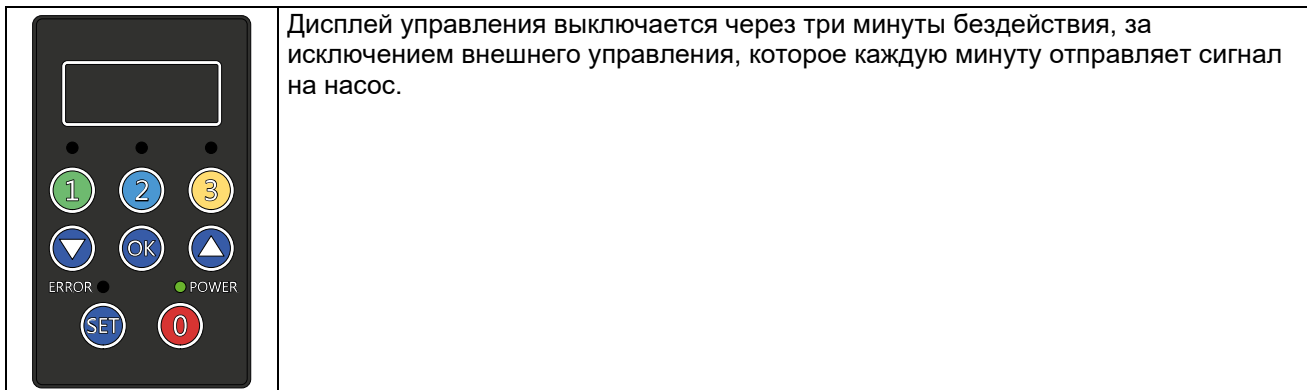 Дисплей управления выключается через три минуты бездействия, за
исключением внешнего управления, которое каждую минуту отправляет сигнал
на насос.
1 2 3
OK
ERROR POWER
SET 0